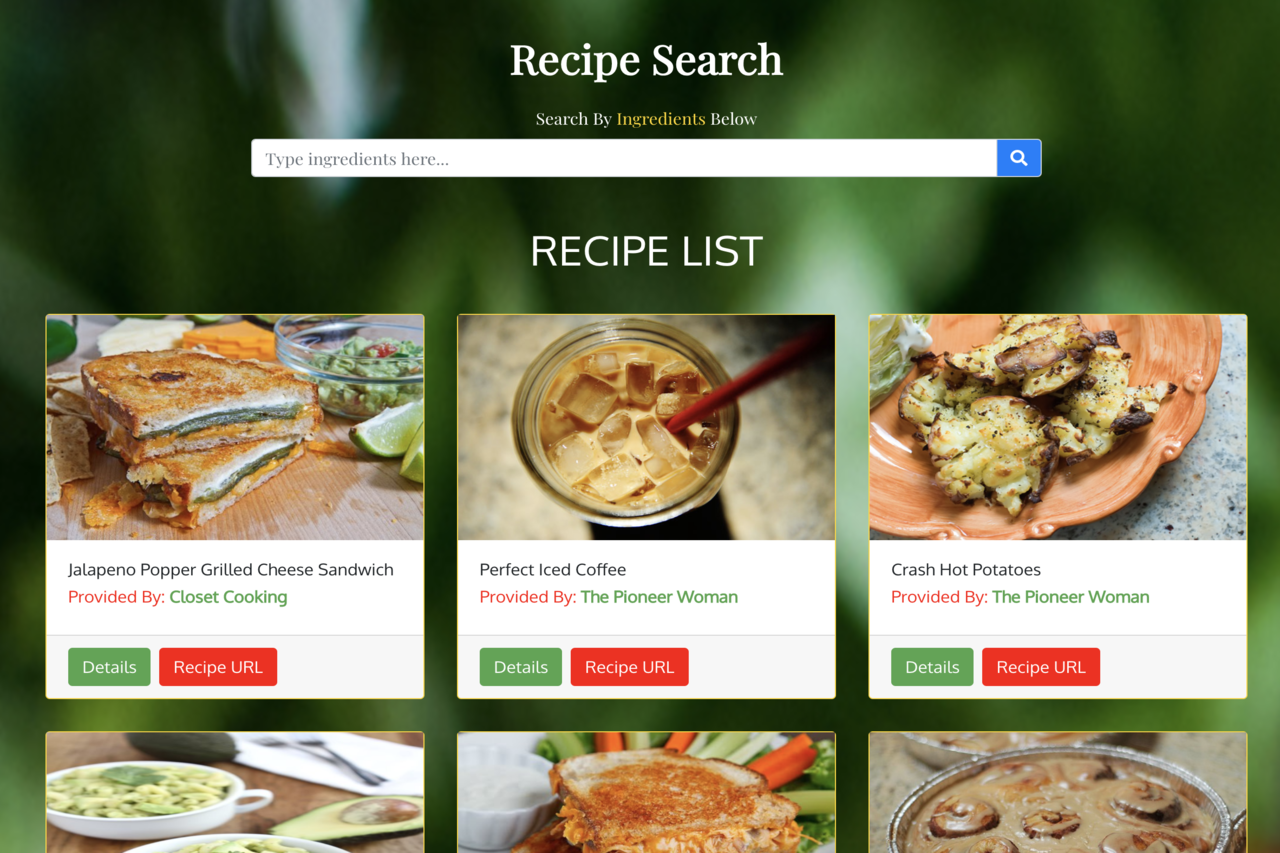 Recipe Search
Search By Ingredients Below
Type ingredients here...
RECIPE LIST
Jalapeno Popper Grilled Cheese Sandwich
Provided By: Closet Cooking
Details Recipe URL
Perfect Iced Coffee
Provided By: The Pioneer Woman
Details Recipe URL
Crash Hot Potatoes
Provided By: The Pioneer Woman
Details Recipe URL